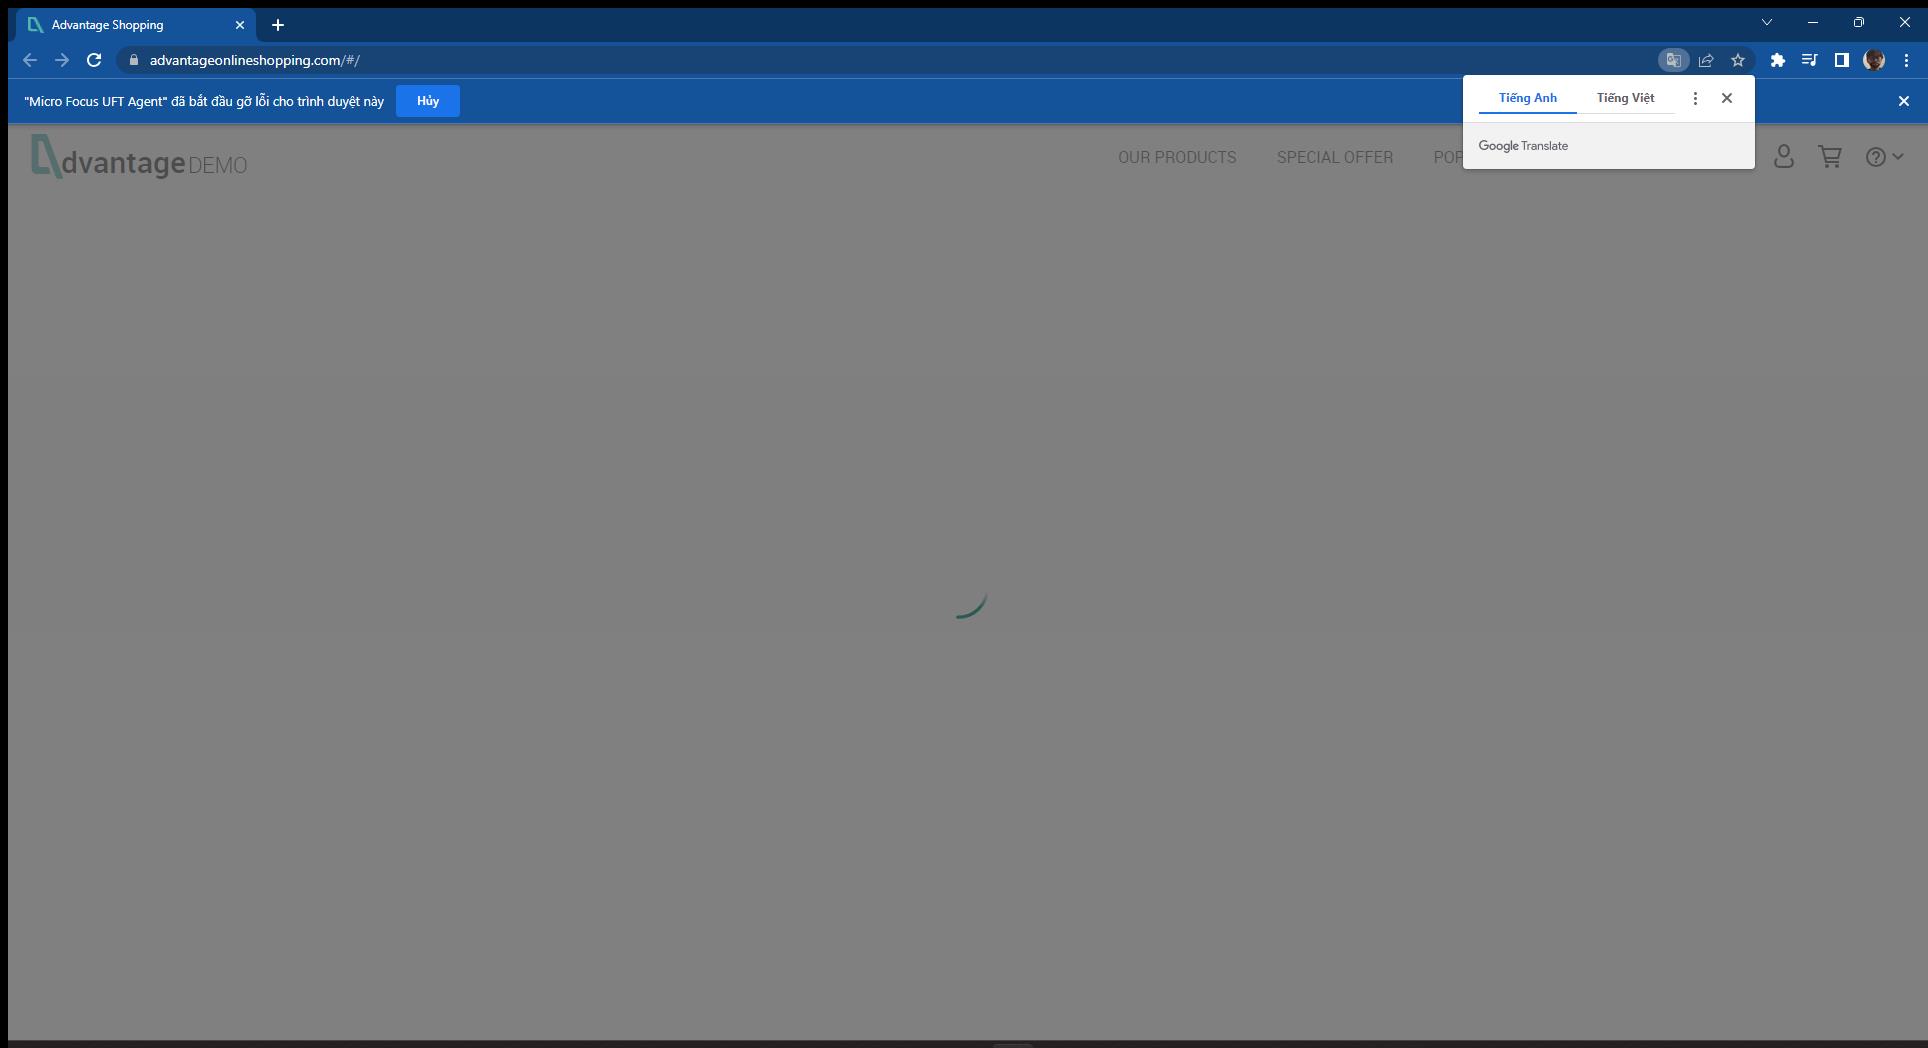 Advantage Shopping
advantageonlineshopping.com/#/
"Micro Focus UFT Agent" đã bắt đầu gỡ lỗi cho trình duyệt này
Hủy
Tiếng Anh
Tiếng Việt
Google Translate
dvantage DEMO
OUR PRODUCTS
SPECIAL OFFER
POP